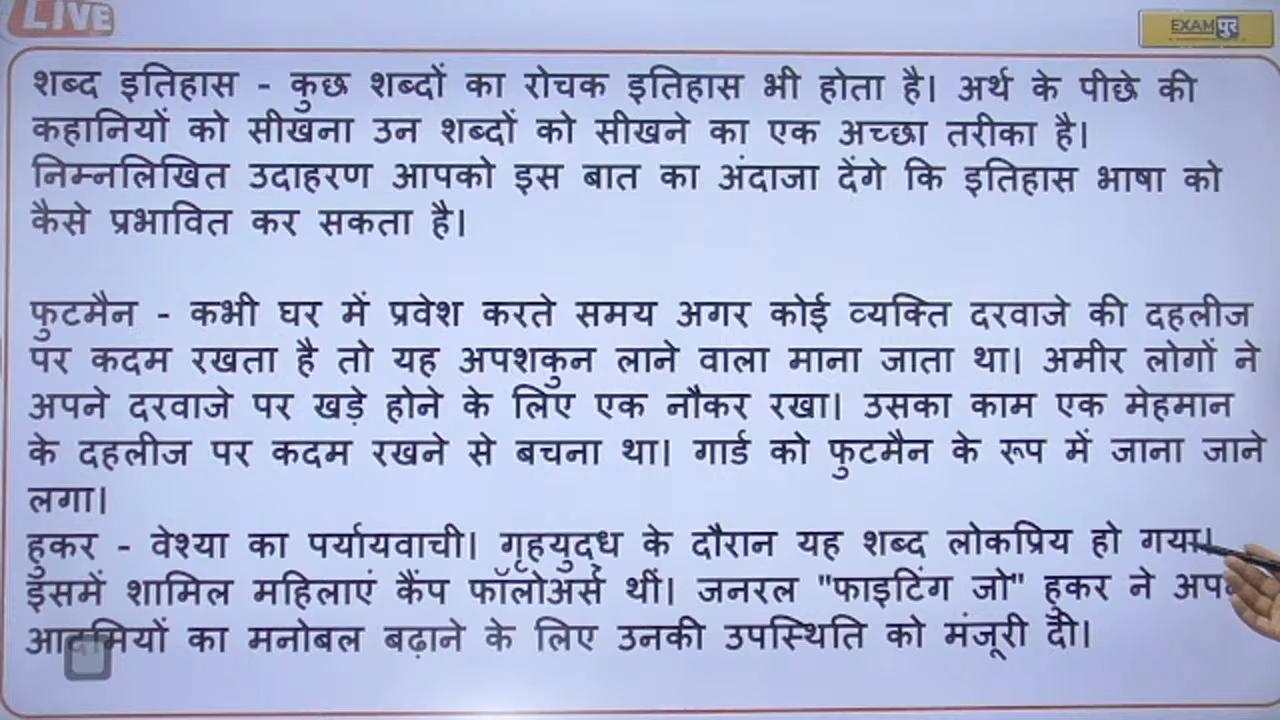 LIVE
EXAMपुर
शब्द इतिहास - कुछ शब्दों का रोचक इतिहास भी होता है। अर्थ के पीछे की
कहानियों को सीखना उन शब्दों को सीखने का एक अच्छा तरीका है।
निम्नलिखित उदाहरण आपको इस बात का अंदाजा देंगे कि इतिहास भाषा को
कैसे प्रभावित कर सकता है।
फुटमैन - कभी घर में प्रवेश करते समय अगर कोई व्यक्ति दरवाजे की दहलीज
पर कदम रखता है तो यह अपशकुन लाने वाला माना जाता था। अमीर लोगों ने
अपने दरवाजे पर खड़े होने के लिए एक नौकर रखा। उसका काम एक मेहमान
के दहलीज पर कदम रखने से बचना था। गार्ड को फुटमैन के रूप में जाना जाने
लगा।
हुकर - वेश्या का पर्यायवाची। गृहयुद्ध के दौरान यह शब्द लोकप्रिय हो गया।
इसमें शामिल महिलाएं कैंप फॉलोअर्स थीं। जनरल "फाइटिंग जो" हुकर ने
आदमियों का मनोबल बढ़ाने के लिए उनकी उपस्थिति को मंजूरी दी।